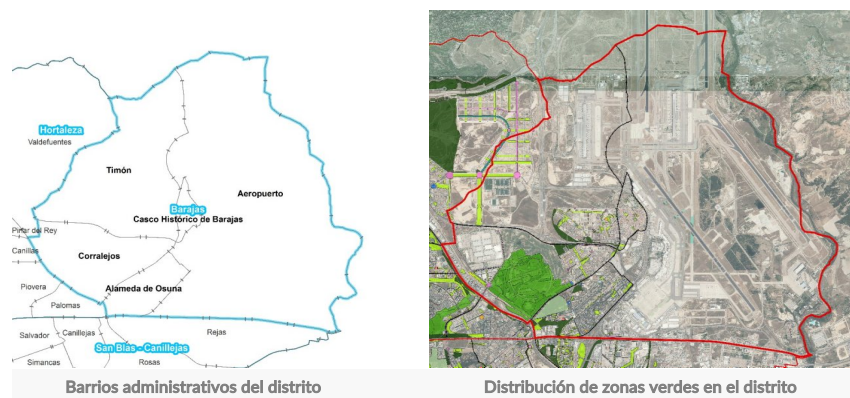 Hortaleza
Valdefuentes
Timón
Aeropuerto
Barajas
Casco Histórico de Barajas
Pinar del Rey
Canillas
Corralejos
Piovera
Alameda de Osuna
Palomas
Salvador
Canillejas
Rejas
San Blas - Canillejas
Simancas
Rosas
Barrios administrativos del distrito
Distribución de zonas verdes en el distrito